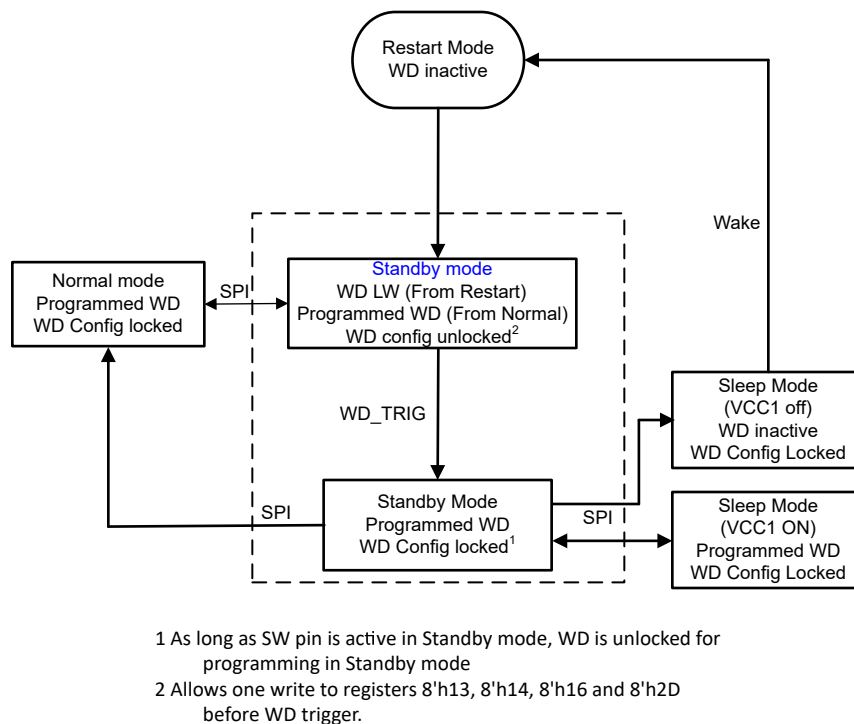 Restart Mode
WD inactive
Wake
Standby mode
WD LW (From Restart)
Programmed WD (From Normal)
WD config unlocked2
Normal mode
Programmed WD
WD Config locked
SPI
WD_TRIG
Sleep Mode
(VCC1 off)
WD inactive
WD Config Locked
Standby Mode
Programmed WD
WD Config locked1
SPI
SPI
Sleep Mode
(VCC1 ON)
Programmed WD
WD Config Locked
1 As long as SW pin is active in Standby mode, WD is unlocked for
programming in Standby mode
2 Allows one write to registers 8'h13, 8'h14, 8'h16 and 8'h2D
before WD trigger.